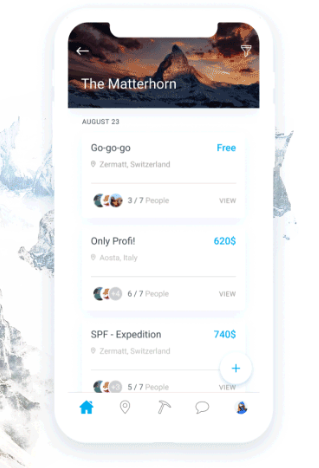 The Matterhorn
AUGUST 23
Go-go-go Free
Zermatt, Switzerland
3 / 7 People VIEW
Only Profi! 620$
Aosta, Italy
+4 6 / 7 People VIEW
SPF - Expedition 740$
Zermatt, Switzerland
+3 5 / 7 People VIEW